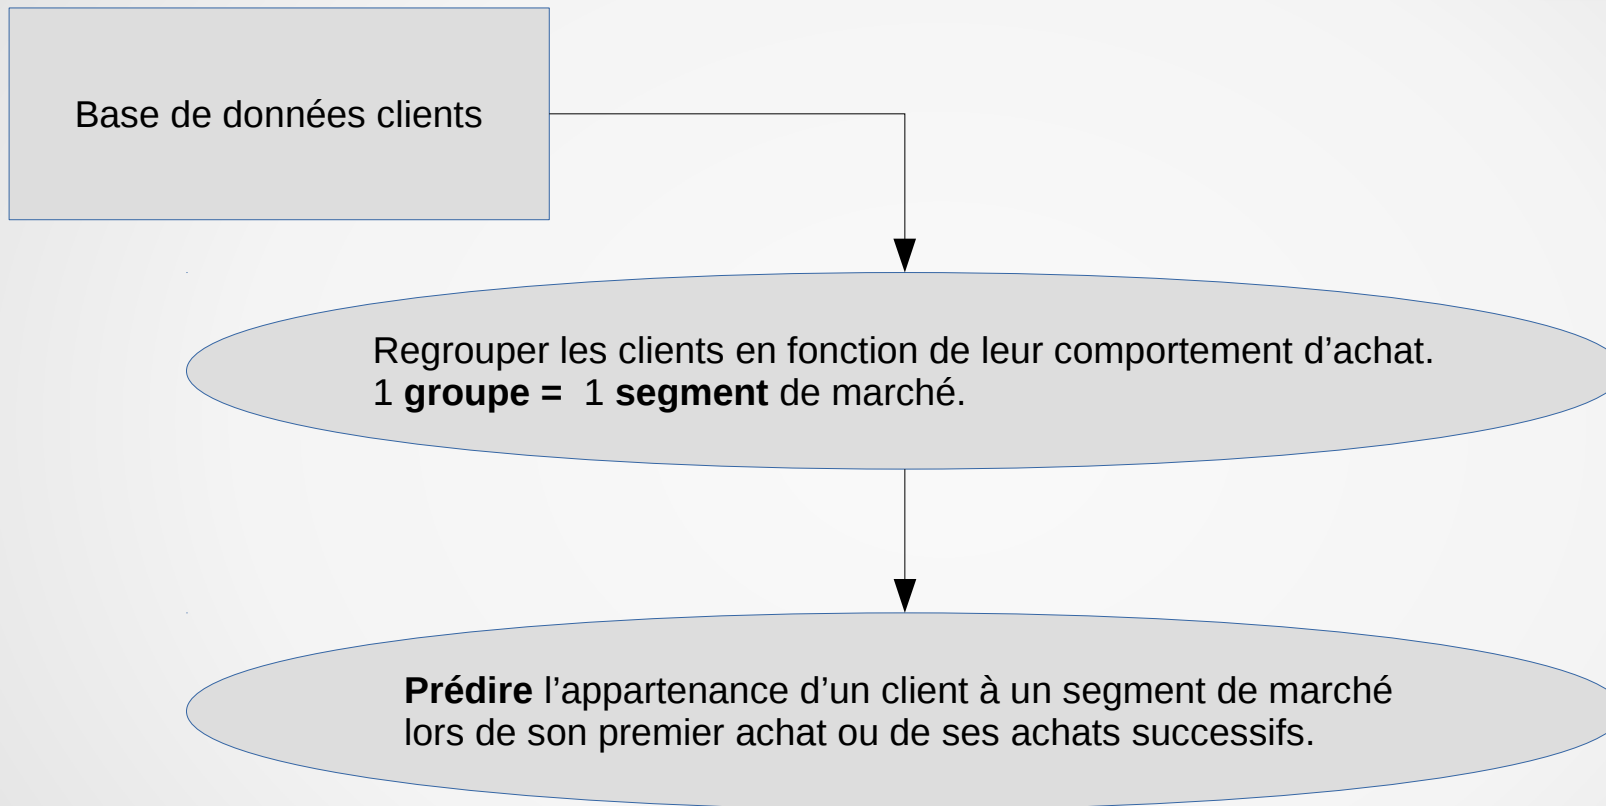 Base de données clients
Regrouper les clients en fonction de leur comportement d’achat.
1 groupe =  1 segment de marché.
Prédire l’appartenance d’un client à un segment de marché
lors de son premier achat ou de ses achats successifs.